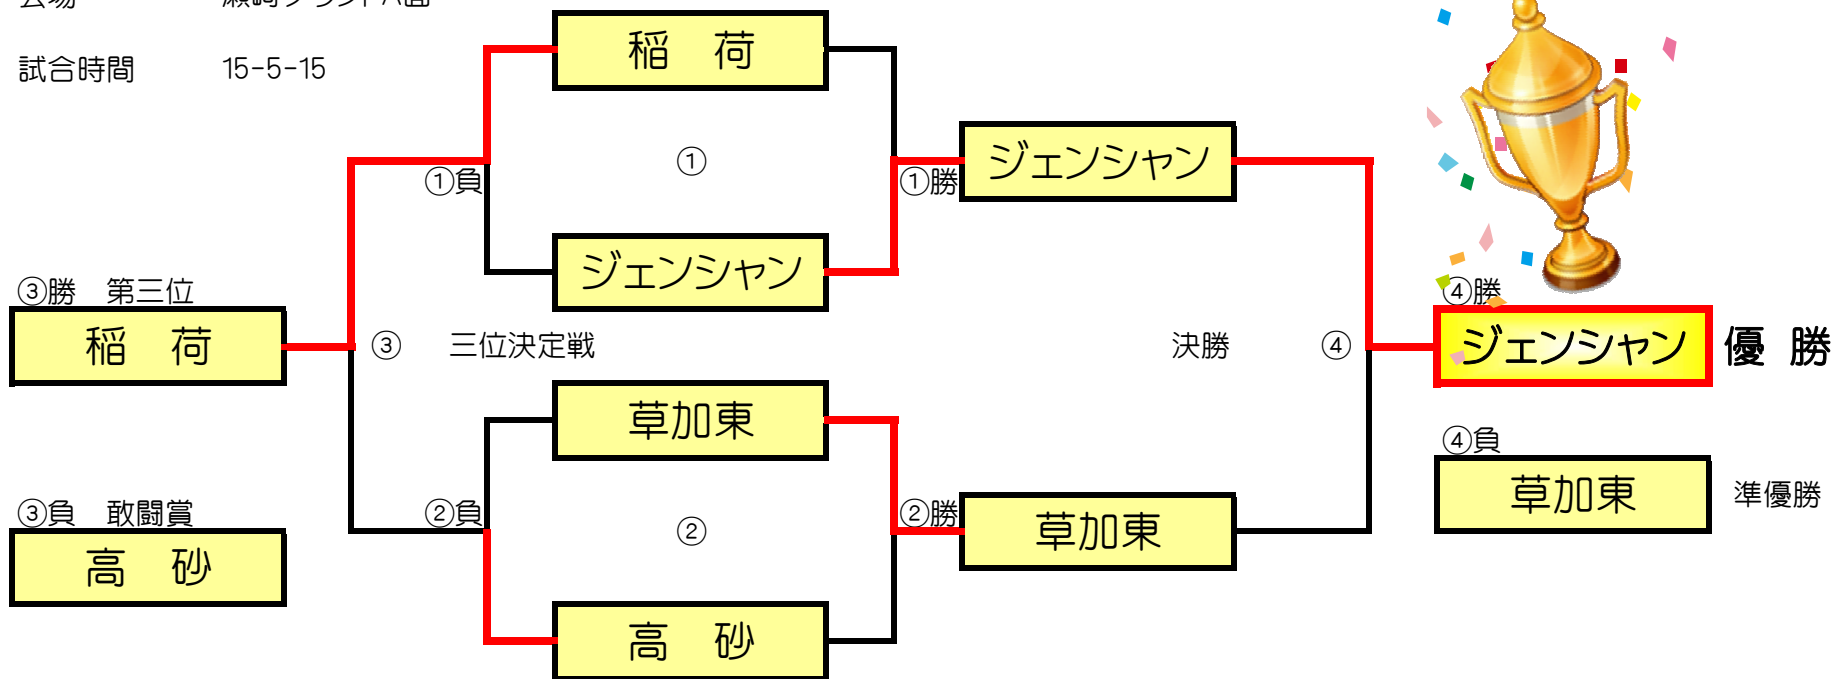 試合時間 15-5-15
稲 荷
①
①負
①勝
ジェンシャン
ジェンシャン
③勝 第三位
稲 荷
③ 三位決定戦
決勝 ④
④勝
ジェンシャン 優 勝
草加東
④負
草加東 準優勝
③負 敢闘賞
高 砂
②負
②
②勝
草加東
高 砂